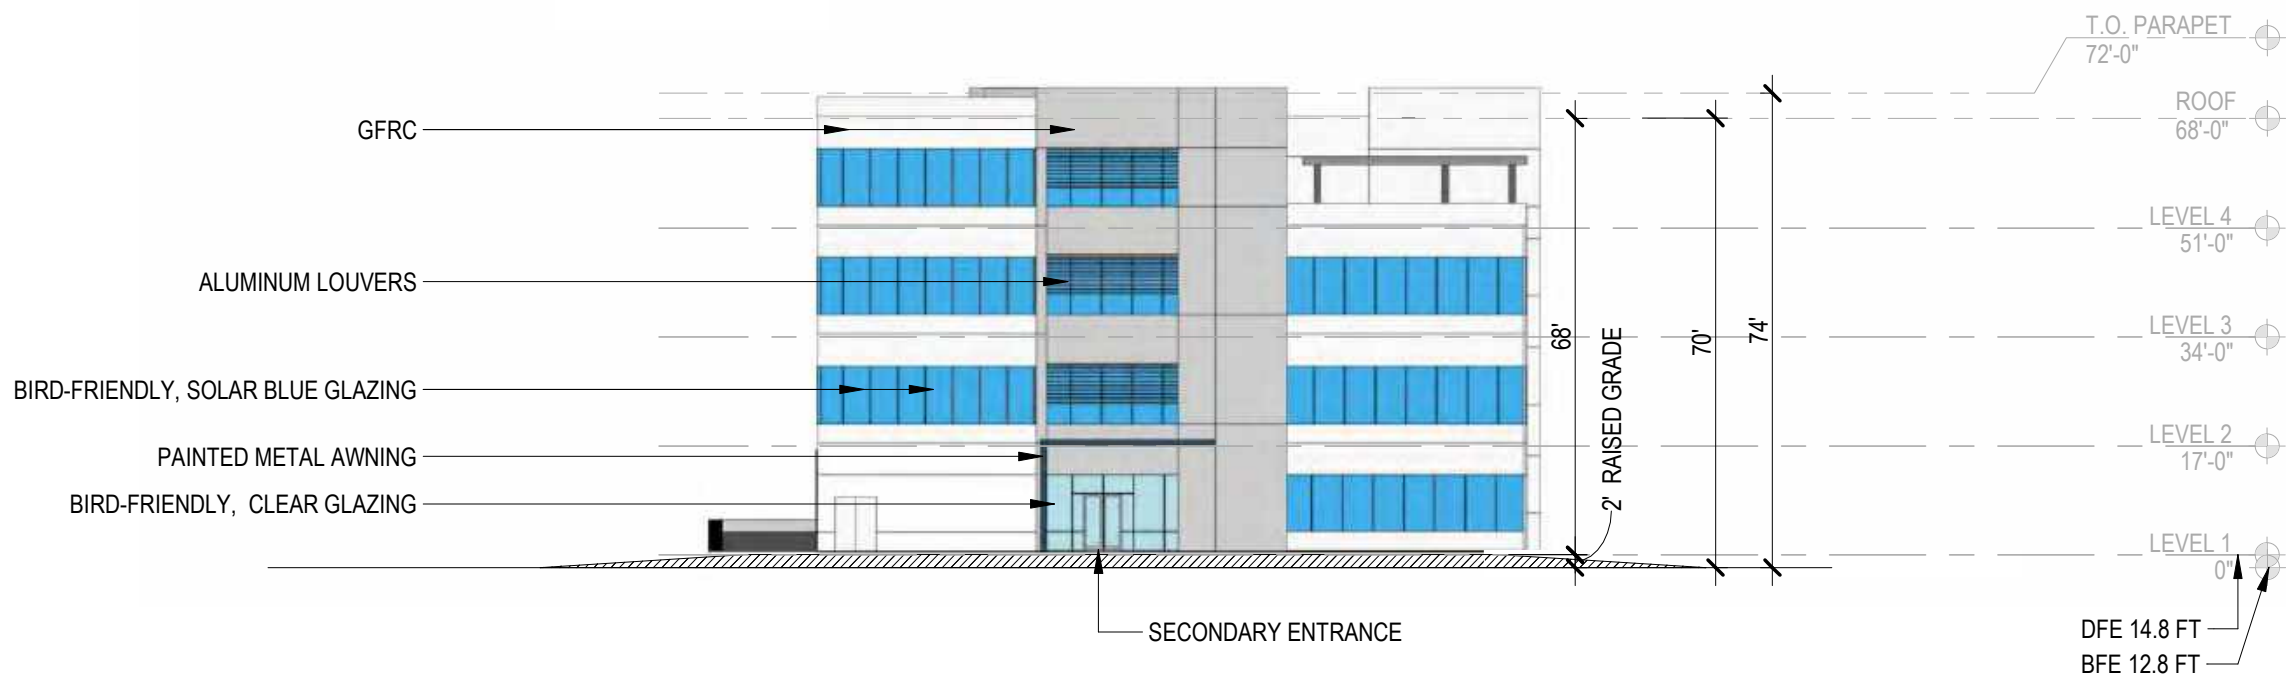 T.O. PARAPET
72'-0"
ROOF
68'-0"
GFRC
LEVEL 4
51'-0"
ALUMINUM LOUVERS
LEVEL 3
34'-0"
68'
2' RAISED GRADE
70'
74'
BIRD-FRIENDLY, SOLAR BLUE GLAZING
LEVEL 2
17'-0"
PAINTED METAL AWNING
BIRD-FRIENDLY, CLEAR GLAZING
LEVEL 1
0"
SECONDARY ENTRANCE
DFE 14.8 FT
BFE 12.8 FT